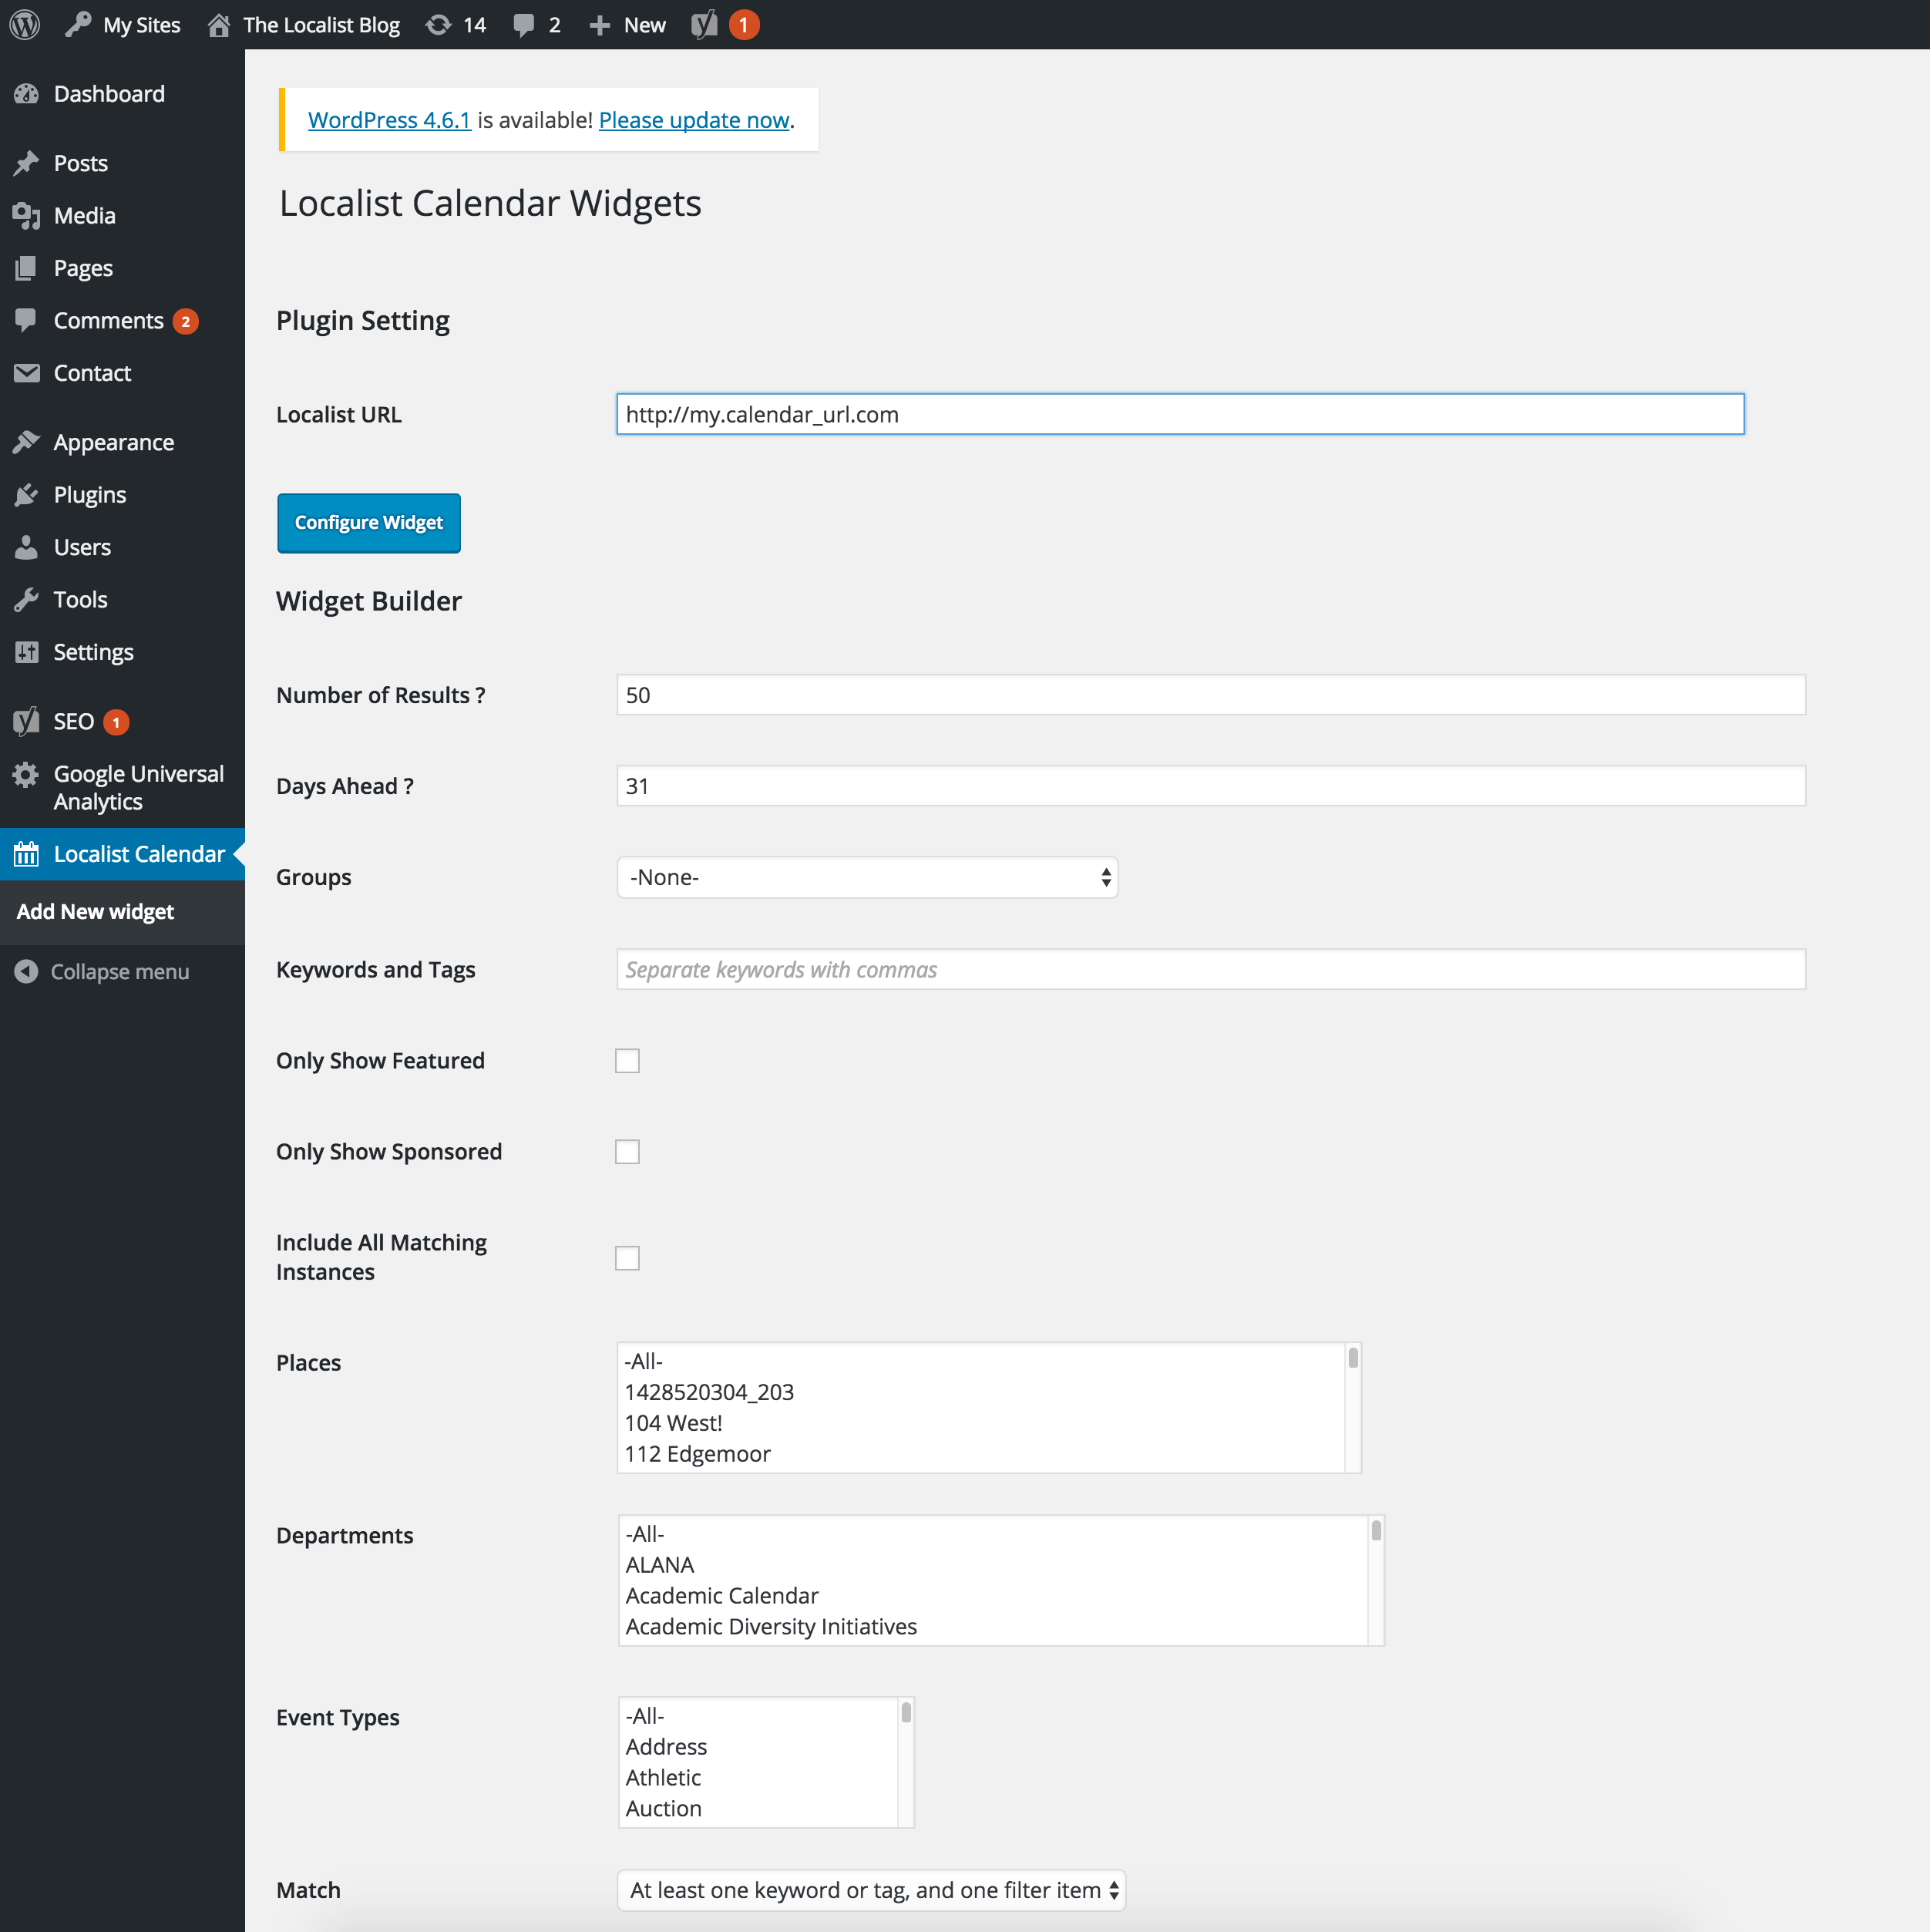 My Sites The Localist Blog 14 2 New 1
Dashboard
Posts
Media
Pages
Comments 2
Contact
Appearance
Plugins
Users
Tools
Settings
SEO 1
Google Universal
Analytics
Localist Calendar
Add New widget
Collapse menu
WordPress 4.6.1 is available! Please update now.
Localist Calendar Widgets
Plugin Setting
Localist URL http://my.calendar_url.com
Configure Widget
Widget Builder
Number of Results ? 50
Days Ahead ? 31
Groups -None-
Keywords and Tags Separate keywords with commas
Only Show Featured
Only Show Sponsored
Include All Matching
Instances
Places
-All-
1428520304_203
104 West!
112 Edgemoor
Departments
-All-
ALANA
Academic Calendar
Academic Diversity Initiatives
Event Types
-All-
Address
Athletic
Auction
Match At least one keyword or tag, and one filter item